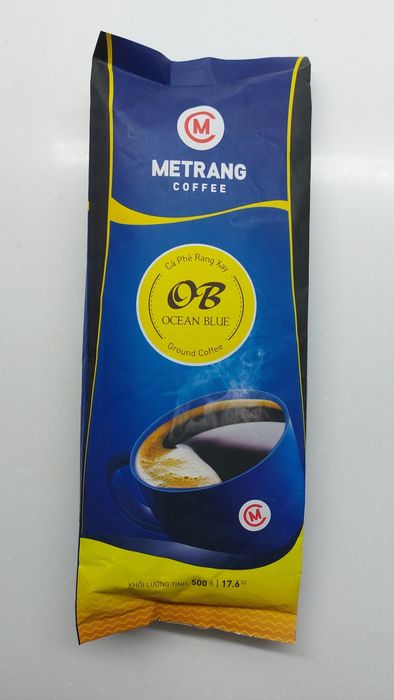 M
METRANG
COFFEE
Cà Phê Rang Xay
OB
OCEAN BLUE
Ground Coffee
M
KHỐI LƯỢNG TỊNH: 500 g | 17.6 oz